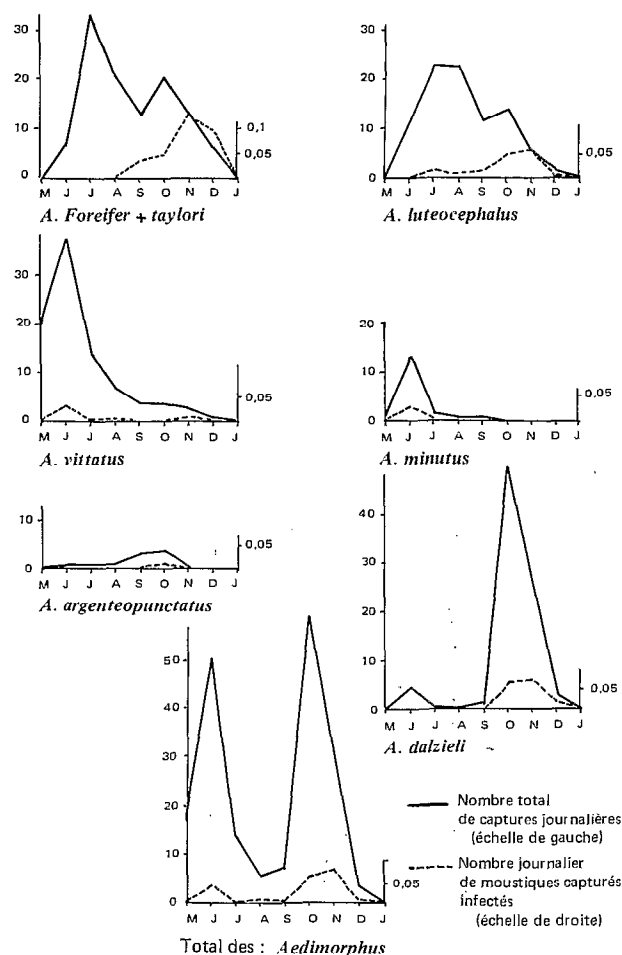 30
20
10
0
0,1
0,05
M J J A S O N D J
A. Foreifer + taylori
30
20
10
0
0,05
M J J A S O N D J
A. luteocephalus
30
20
10
0
0,05
M J J A S O N D J
A. vittatus
20
10
0
0,05
M J J A S O N D J
A. minutus
10
0
0,05
M J J A S O N D J
A. argenteopunctatus
40
30
20
10
0
0,05
M J J A S O N D J
A. dalzieli
50
40
30
20
10
0
0,05
M J J A S O N D J
Total des : Aedimorphus
Nombre total
de captures journalières
(échelle de gauche)
Nombre journalier
de moustiques capturés
infectés
(échelle de droite)